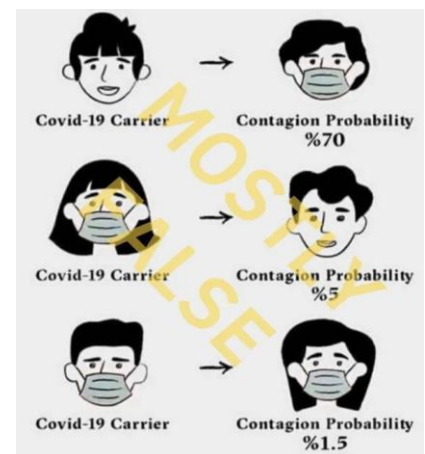 Covid-19 Carrier
Contagion Probability
%70
Covid-19 Carrier
Contagion Probability
%5
Covid-19 Carrier
Contagion Probability
%1.5
MOSTLY
FALSE